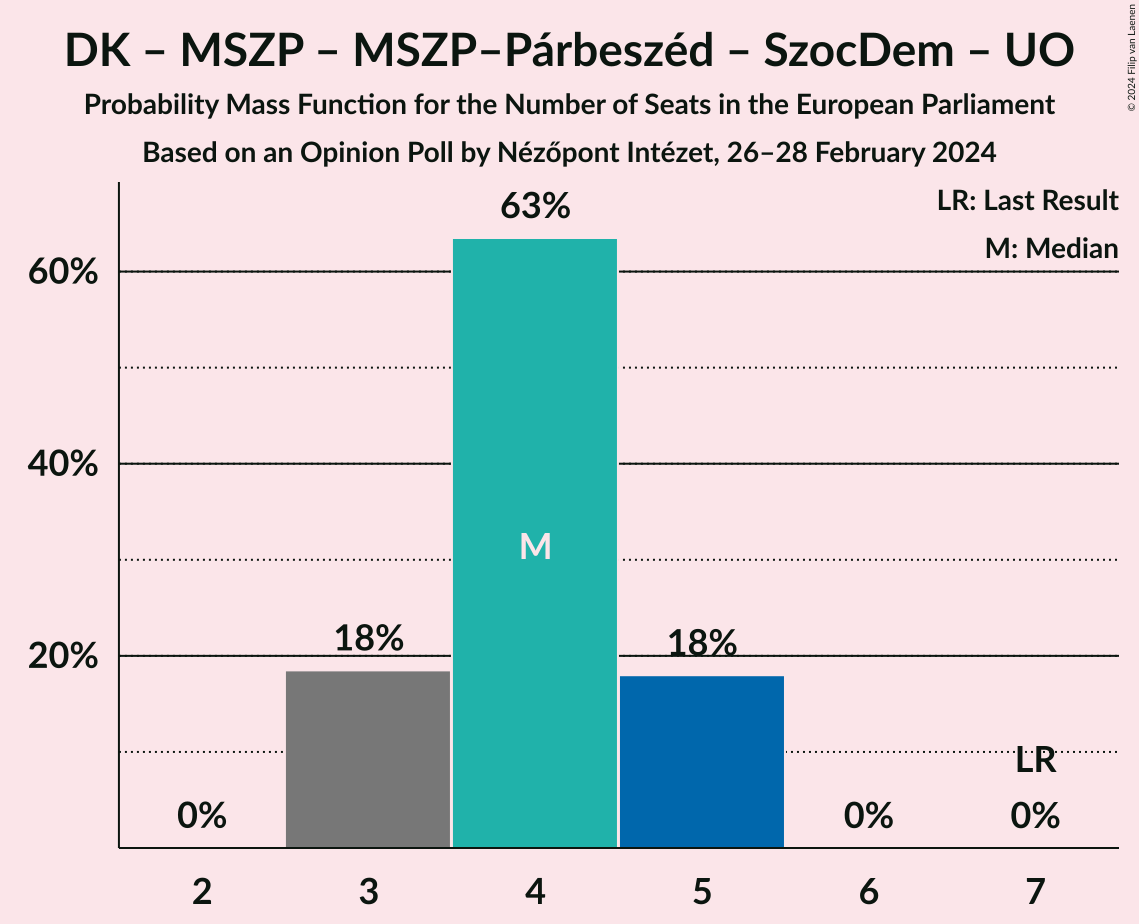 DK – MSZP – MSZP–Párbeszéd – SzocDem – UO
Probability Mass Function for the Number of Seats in the European Parliament
Based on an Opinion Poll by Nézőpont Intézet, 26–28 February 2024
© 2024 Filip van Laenen
LR: Last Result
M: Median
63%
60%
40%
M
18%
18%
20%
LR
0%
0%
0%
2
3
4
5
6
7